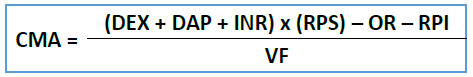 (DEX + DAP + INR) x (RPS) – OR – RPI
CMA =
VF